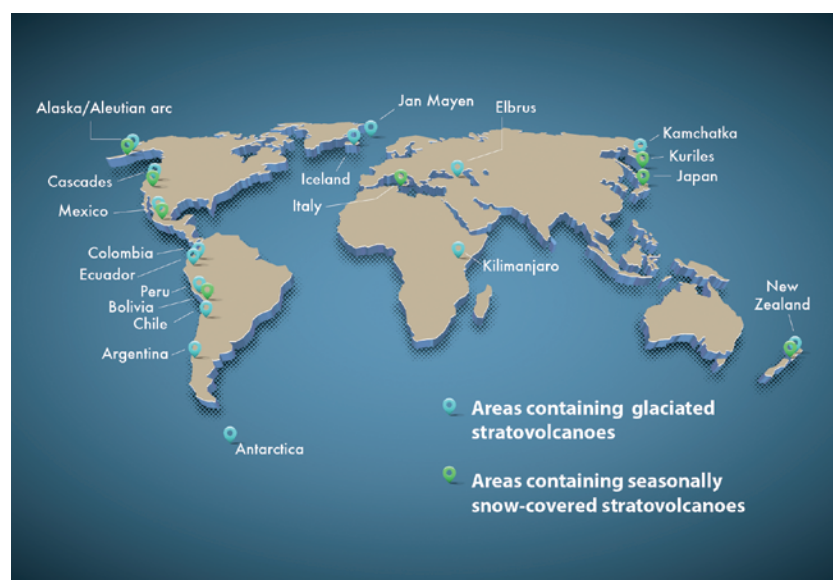 Jan Mayen
Alaska/Aleutian arc
Elbrus
Kamchatka
Iceland
Kuriles
Cascades
Japan
Italy
Mexico
Colombia
Ecuador
Kilimanjaro
Peru
New
Zealand
Bolivia
Chile
Argentina
Areas containing glaciated
stratovolcanoes
Antarctica
Areas containing seasonally
snow-covered stratovolcanoes